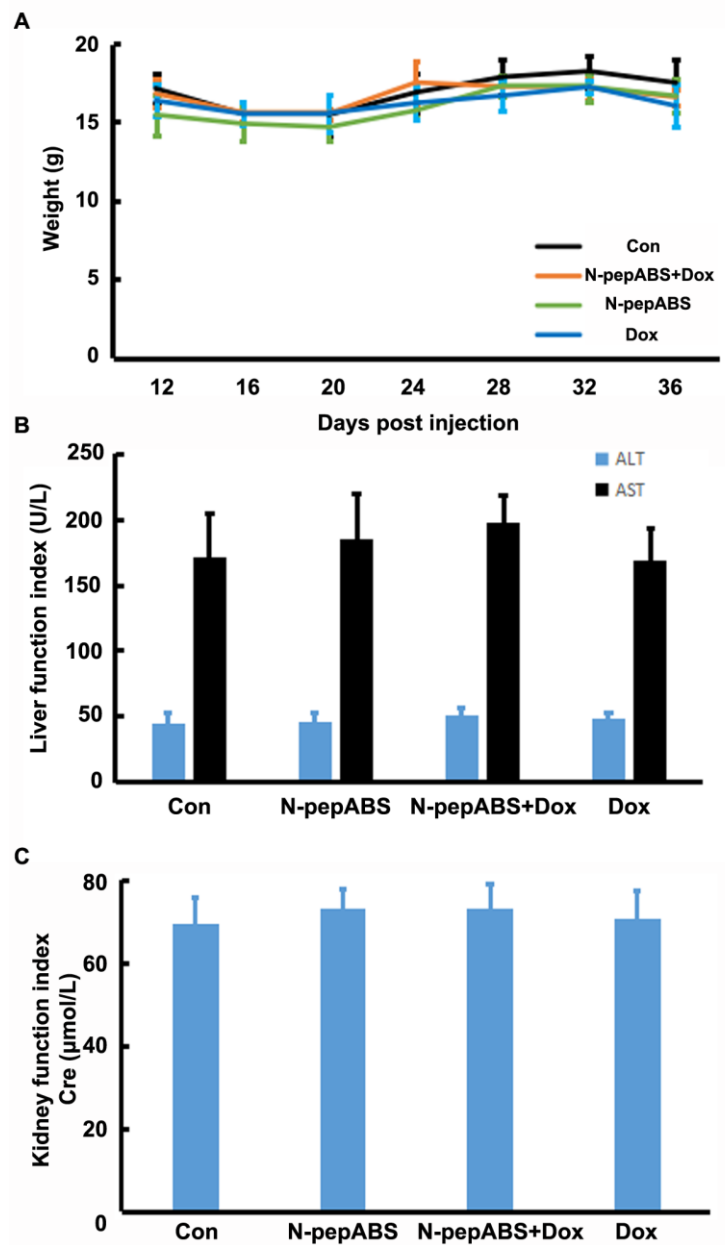 A
20
15
10
5
0
Weight (g)
Con
N-pepABS+Dox
N-pepABS
Dox
12 16 20 24 28 32 36
Days post injection
B
250
200
150
100
50
0
Liver function index (U/L)
ALT
AST
Con N-pepABS N-pepABS+Dox Dox
C
80
60
40
20
0
Kidney function index
Cre (μmol/L)
Con N-pepABS N-pepABS+Dox Dox